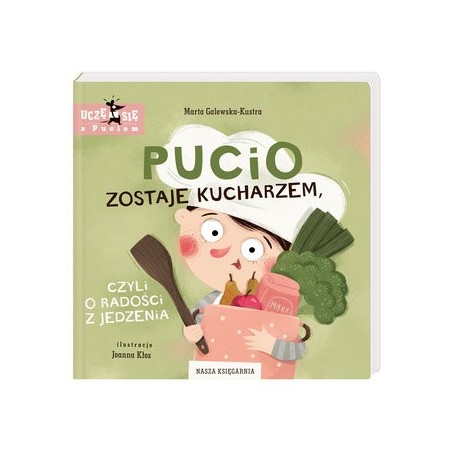 UCZĘ SIĘ
z Puciem
Marta Galewska-Kustra
PUCiO
ZOSTAJE KUCHARZEM,
CZYLI
O RADOŚCI
Z JEDZENIA
MĄKA
ilustracje
Joanna Kłos
NASZA KSIĘGARNIA